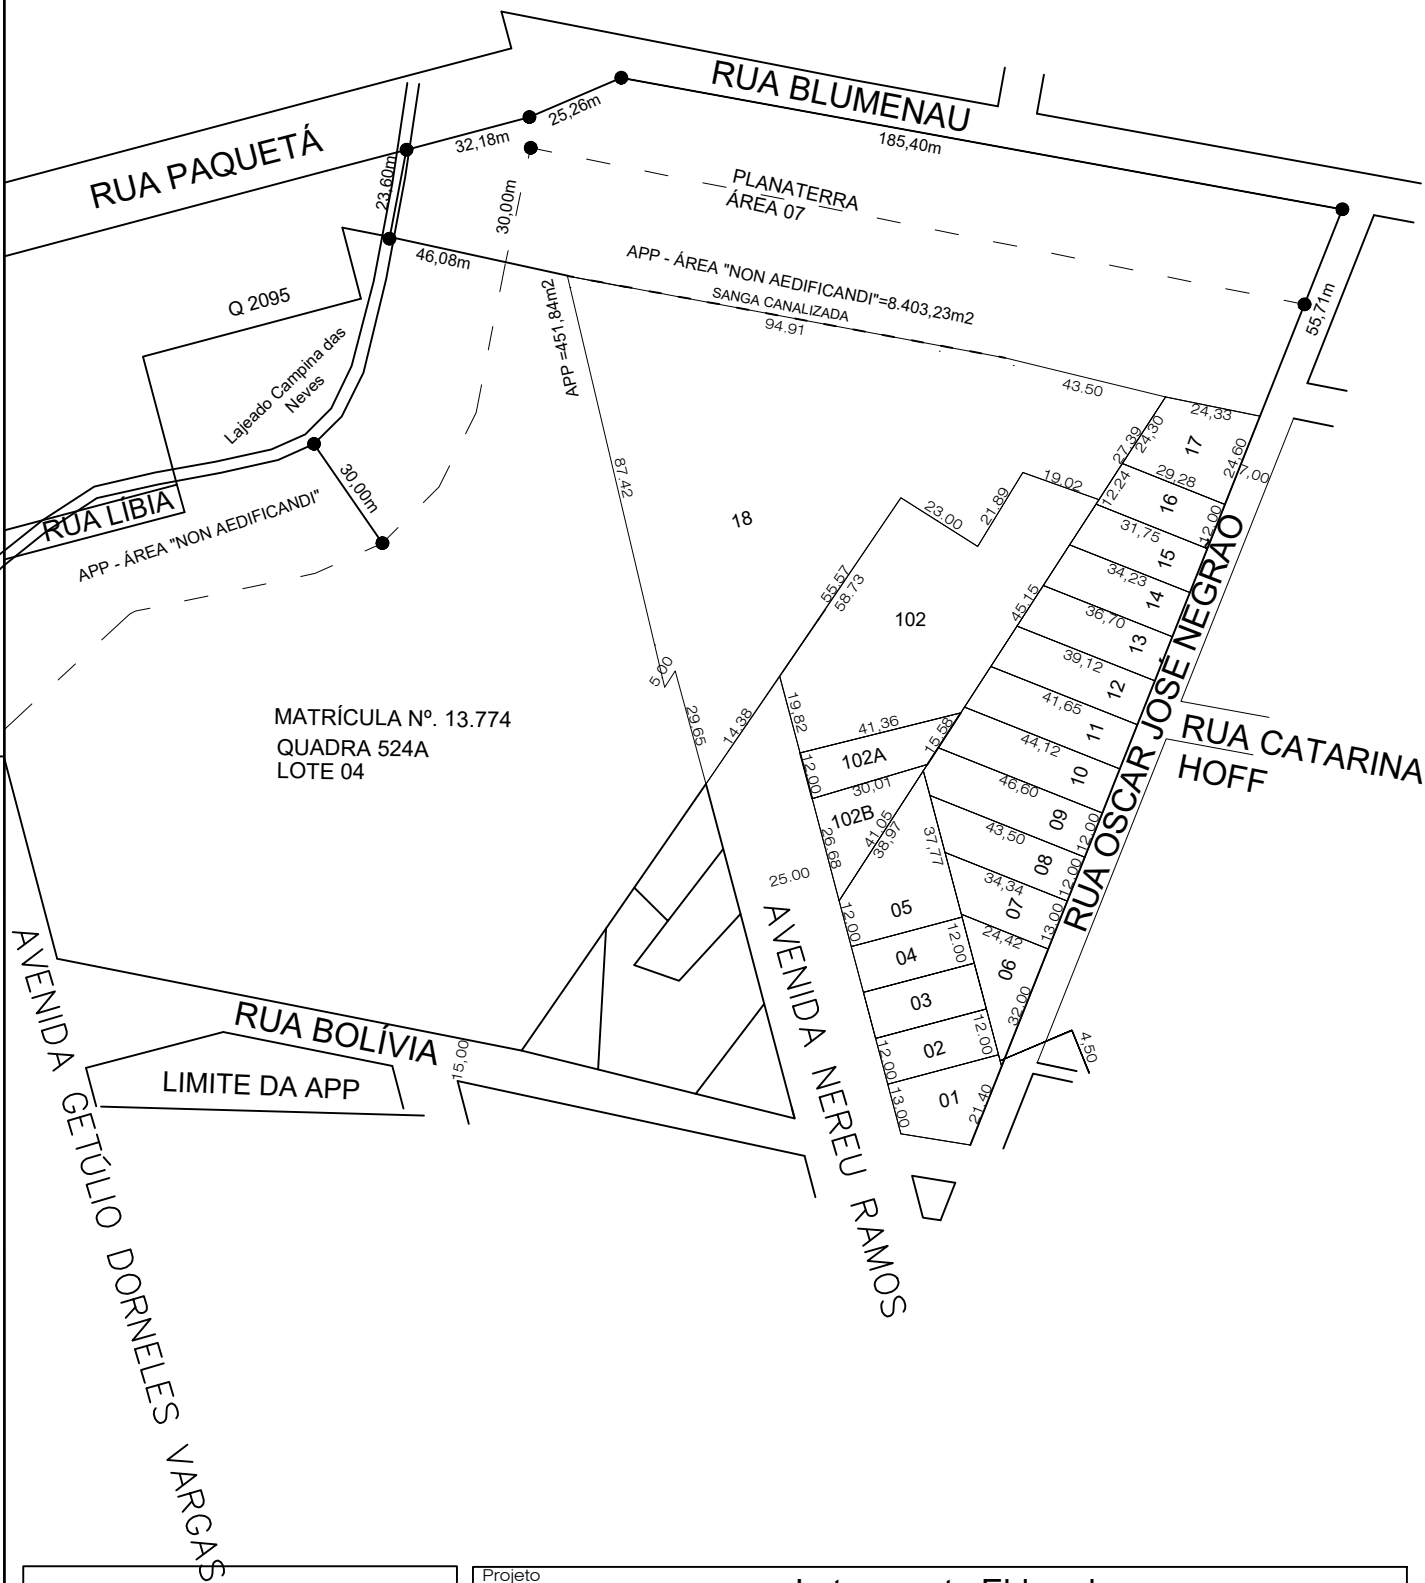 RUA BLUMENAU
25,26m
32,18m
185,40m
RUA PAQUETÁ
23,60m
30,00m
PLANATERRA
ÁREA 07
46,08m
APP - ÁREA "NON AEDIFICANDI"=8.403,23m2
SANGA CANALIZADA
94.91
55,71m
Q 2095
APP =451,84m2
Lajeado Campina das
Neves
43.50
24,33
27,39
24,30
17
24,60
7,00
30,00m
87.42
18
19,02
21,89
23.00
12,24
29,28
16
12,00
RUA LÍBIA
APP - ÁREA "NON AEDIFICANDI"
31,75
15
34,23
14
55.57
58.73
102
45,15
36,70
13
39,12
12
5,00
29.65
14.38
19,82
41,36
15,58
41,65
11
MATRÍCULA Nº. 13.774
QUADRA 524A
LOTE 04
RUA OSCAR JOSÉ NEGRÃO
RUA CATARINA
HOFF
12,00
102A
30,01
44,12
10
46,60
09
12,00
102B
26,68
41,05
38,97
37,77
43,50
08
12,00
25.00
34,34
07
13,00
12,00
05
24,42
06
32,00
04
12.00
03
12.00
02
12,00
01
13.00
21,40
4,50
AVENIDA NEREU RAMOS
RUA BOLÍVIA
15,00
LIMITE DA APP
AVENIDA GETÚLIO DORNELES VARGAS
Projeto